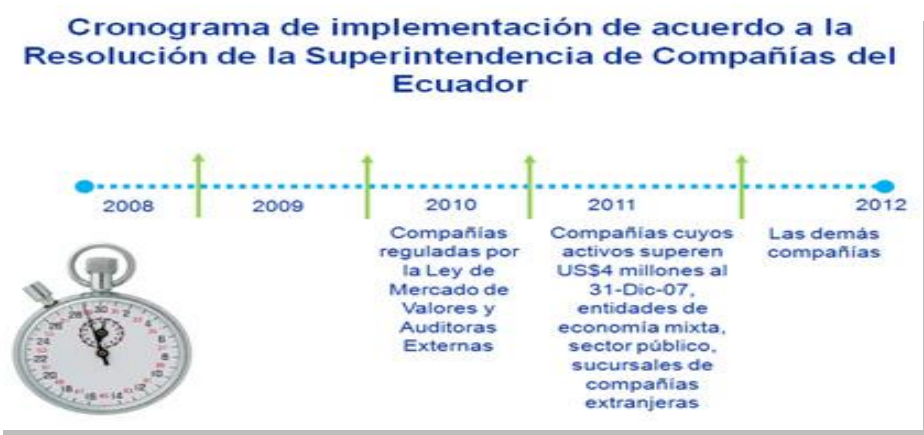 Cronograma de implementación de acuerdo a la
Resolución de la Superintendencia de Compañías del
Ecuador
2008
2009
2010
2011
2012
Compañías
reguladas por
la Ley de
Mercado de
Valores y
Auditoras
Externas
Compañías cuyos
activos superen
US$4 millones al
31-Dic-07,
entidades de
economía mixta,
sector público,
sucursales de
compañías
extranjeras
Las demás
compañías